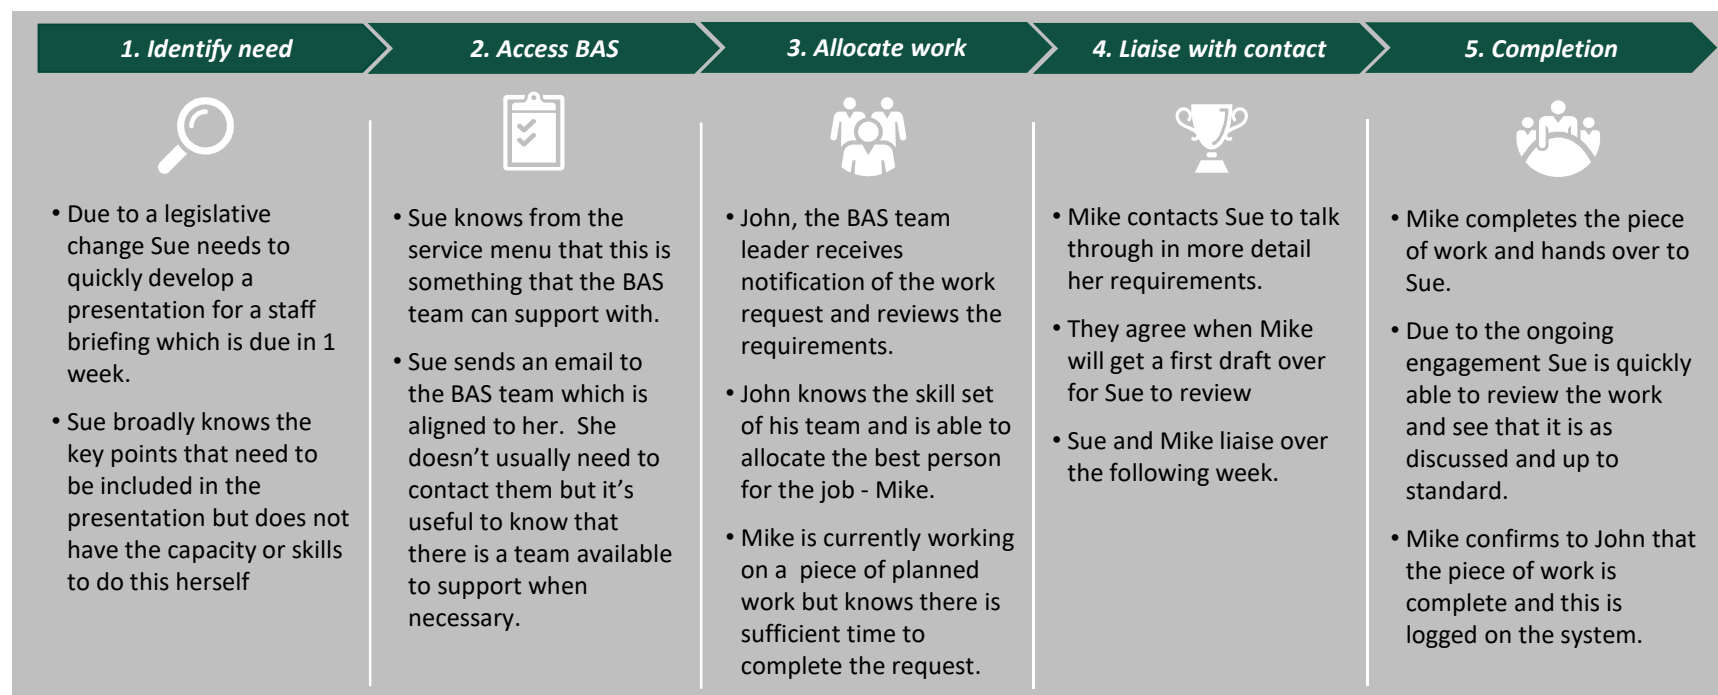 1. Identify need
2. Access BAS
3. Allocate work
4. Liaise with contact
5. Completion
• Due to a legislative
change Sue needs to
quickly develop a
presentation for a staff
briefing which is due in 1
week.
• Sue broadly knows the
key points that need to
be included in the
presentation but does not
have the capacity or skills
to do this herself
• Sue knows from the
service menu that this is
something that the BAS
team can support with.
• Sue sends an email to
the BAS team which is
aligned to her.  She
doesn’t usually need to
contact them but it’s
useful to know that
there is a team available
to support when
necessary.
• John, the BAS team
leader receives
notification of the work
request and reviews the
requirements.
• John knows the skill set
of his team and is able to
allocate the best person
for the job - Mike.
• Mike is currently working
on a  piece of planned
work but knows there is
sufficient time to
complete the request.
• Mike contacts Sue to talk
through in more detail
her requirements.
• They agree when Mike
will get a first draft over
for Sue to review
• Sue and Mike liaise over
the following week.
• Mike completes the piece
of work and hands over to
Sue.
• Due to the ongoing
engagement Sue is quickly
able to review the work
and see that it is as
discussed and up to
standard.
• Mike confirms to John that
the piece of work is
complete and this is
logged on the system.